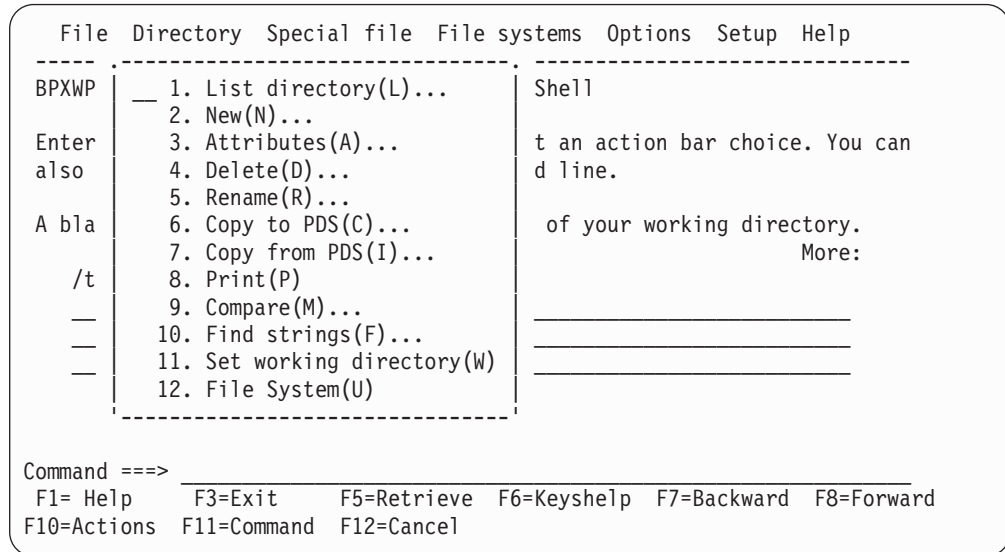 File  Directory  Special file  File systems  Options  Setup  Help
----- .--------------------------------. -------------------------------
BPXWP | __ 1. List directory(L)...     | Shell
      |    2. New(N)...                |
Enter |    3. Attributes(A)...         | t an action bar choice. You can
also  |    4. Delete(D)...             | d line.
      |    5. Rename(R)...             |
A bla |    6. Copy to PDS(C)...        |  of your working directory.
      |    7. Copy from PDS(I)...      |                      More:
   /t |    8. Print(P)                 |
   __ |    9. Compare(M)...            | __________________________
   __ |   10. Find strings(F)...       | __________________________
   __ |   11. Set working directory(W) | __________________________
      |   12. File System(U)           |
      '--------------------------------'
Command ===> ____________________________________________________________
F1= Help     F3=Exit     F5=Retrieve  F6=Keyshelp  F7=Backward  F8=Forward
F10=Actions  F11=Command  F12=Cancel